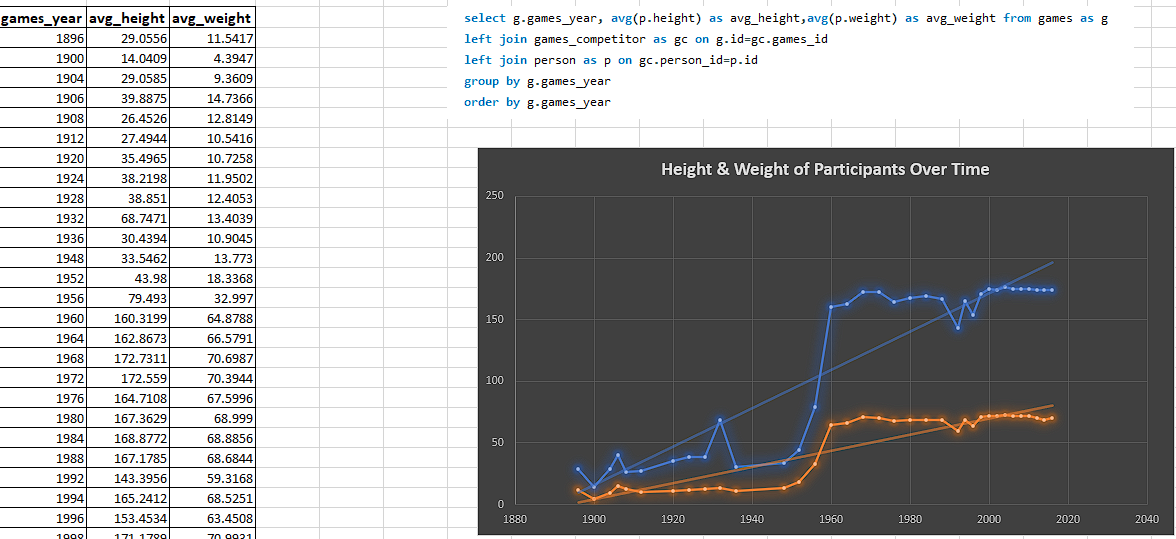 games_year avg_height avg_weight
1896 29.0556 11.5417
1900 14.0409 4.3947
1904 29.0585 9.3609
1906 39.8875 14.7366
1908 26.4526 12.8149
1912 27.4944 10.5416
1920 35.4965 10.7258
1924 38.2198 11.9502
1928 38.851 12.4053
1932 68.7471 13.4039
1936 30.4394 10.9045
1948 33.5462 13.773
1952 43.98 18.3368
1956 79.493 32.997
1960 160.3199 64.8788
1964 162.8673 66.5791
1968 172.7311 70.6987
1972 172.559 70.3944
1976 164.7108 67.5996
1980 167.3629 68.999
1984 168.8772 68.8856
1988 167.1785 68.6844
1992 143.3956 59.3168
1994 165.2412 68.5251
1996 153.4534 63.4508
1998 171.1789 70.9931
select g.games_year, avg(p.height) as avg_height,avg(p.weight) as avg_weight from games as g
left join games_competitor as gc on g.id=gc.games_id
left join person as p on gc.person_id=p.id
group by g.games_year
order by g.games_year
Height & Weight of Participants Over Time
250
200
150
100
50
0
1880 1900 1920 1940 1960 1980 2000 2020 2040